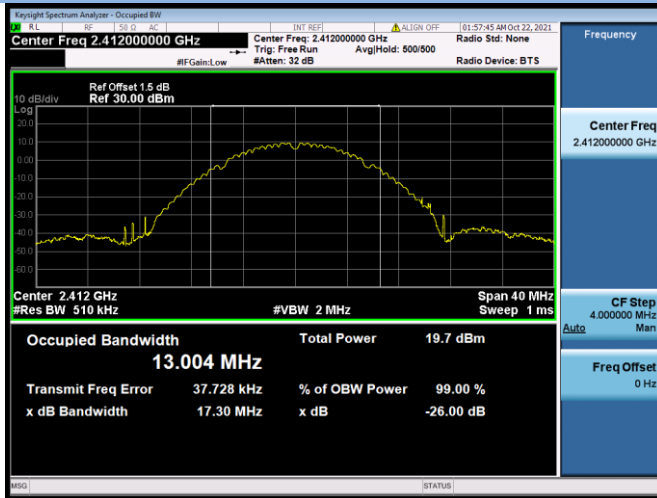 Keysight Spectrum Analyzer - Occupied BW
RL RF 50 Ω AC INT REF ALIGN OFF 01:57:45 AM Oct 22, 2021
Center Freq 2.412000000 GHz
Center Freq: 2.412000000 GHz
Radio Std: None
Trig: Free Run Avg|Hold: 500/500
#IFGain:Low #Atten: 32 dB Radio Device: BTS
Ref Offset 1.5 dB
10 dB/div Ref 30.00 dBm
Log
20.0
10.0
0.00
-10.0
-20.0
-30.0
-40.0
-50.0
-60.0
Center 2.412 GHz Span 40 MHz
#Res BW 510 kHz #VBW 2 MHz Sweep 1 ms
Occupied Bandwidth Total Power 19.7 dBm
13.004 MHz
Transmit Freq Error 37.728 kHz % of OBW Power 99.00 %
x dB Bandwidth 17.30 MHz x dB -26.00 dB
MSG STATUS
Frequency
Center Freq
2.412000000 GHz
CF Step
4.000000 MHz
Auto Man
Freq Offset
0 Hz